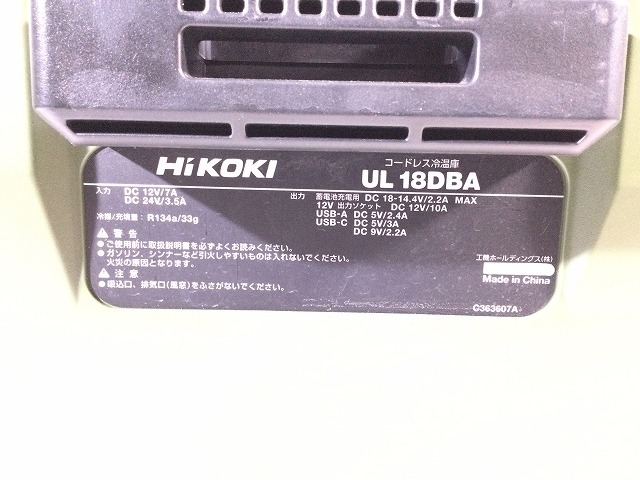 HiKOKI
コードレス冷温庫
UL 18DBA
入力 DC 12V/7A
DC 24V/3.5A
冷媒/充填量: R134a/33g
出力 蓄電池充電用 DC 18-14.4V/2.2A MAX
12V 出力ソケット DC 12V/10A
USB-A DC 5V/2.4A
USB-C DC 5V/3A
DC 9V/2.2A
⚠ 警告
●ご使用前に取扱説明書を必ずよくお読みください。
●ガソリン、シンナーなど引火しやすいものは入れないでください。
火災の原因となります。
⚠ 注意
●吸込口、排気口(風窓)をふさがないでください。
工機ホールディングス(株)
Made in China
C363607A